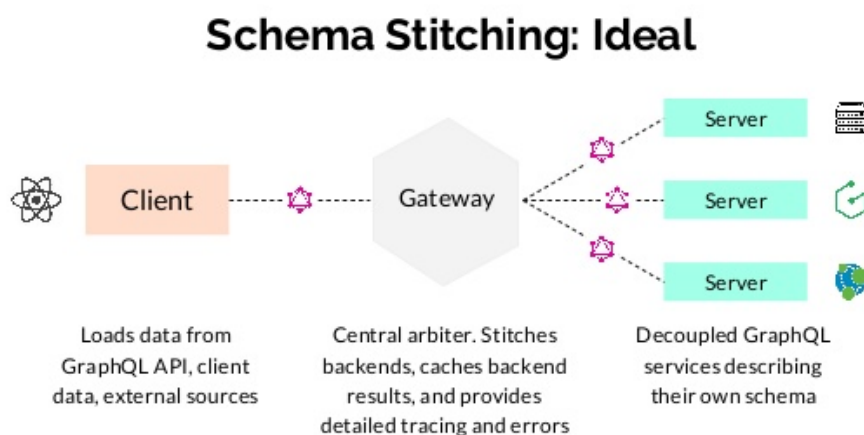 Schema Stitching: Ideal
Client
Gateway
Server
Server
Server
Loads data from
GraphQL API, client
data, external sources
Central arbiter. Stitches
backends, caches backend
results, and provides
detailed tracing and errors
Decoupled GraphQL
services describing
their own schema